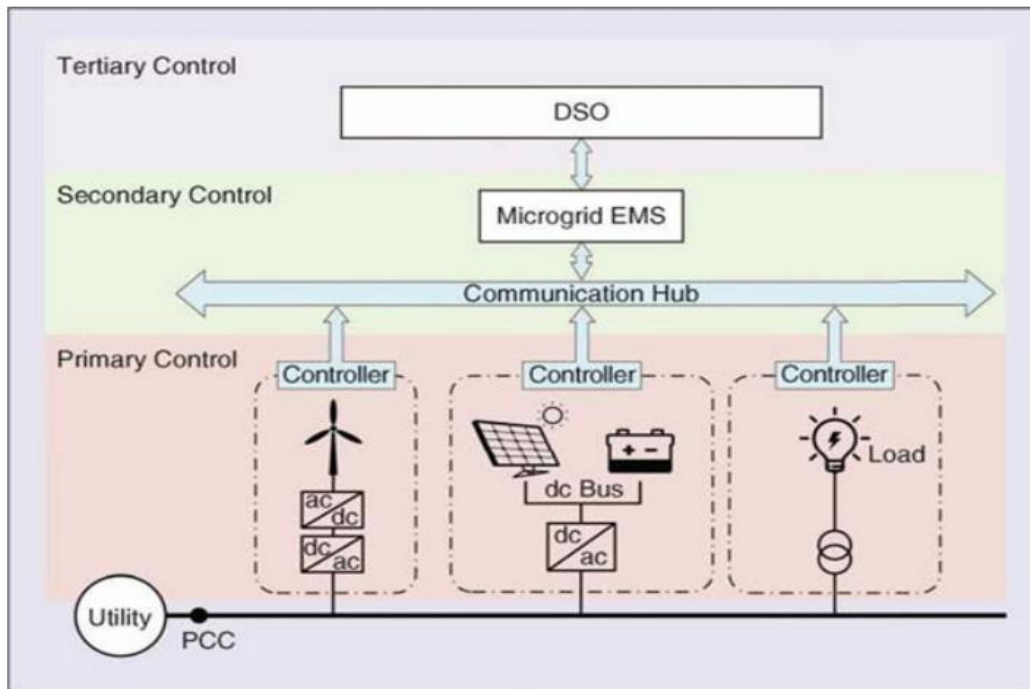 Tertiary Control
DSO
Secondary Control
Microgrid EMS
Communication Hub
Primary Control
Controller
Controller
Controller
Load
dc Bus
ac
dc
dc
ac
dc
ac
Utility
PCC